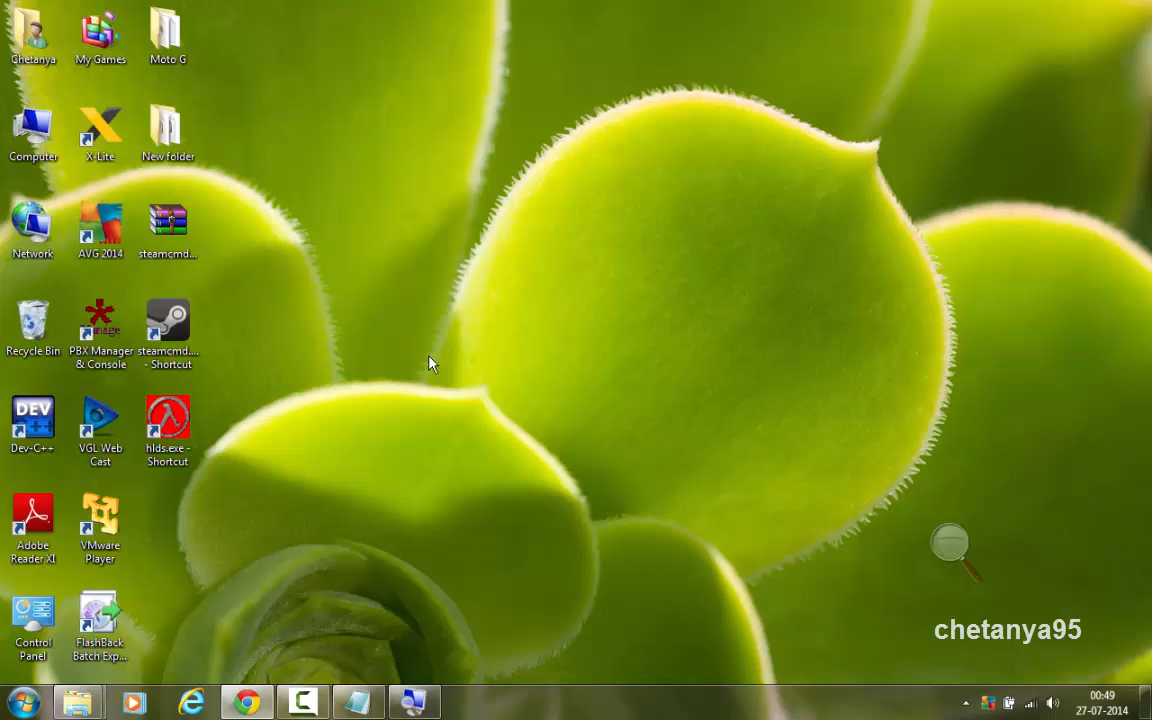 Chetanya
My Games
Moto G
Computer
X-Lite
New folder
Network
AVG 2014
steamcmd...
Recycle Bin
PBX Manager
& Console
steamcmd....
- Shortcut
DEV
C++
Dev-C++
VGL Web
Cast
hlds.exe -
Shortcut
Adobe
Reader XI
VMware
Player
Control
Panel
FlashBack
Batch Exp...
chetanya95
00:49
27-07-2014